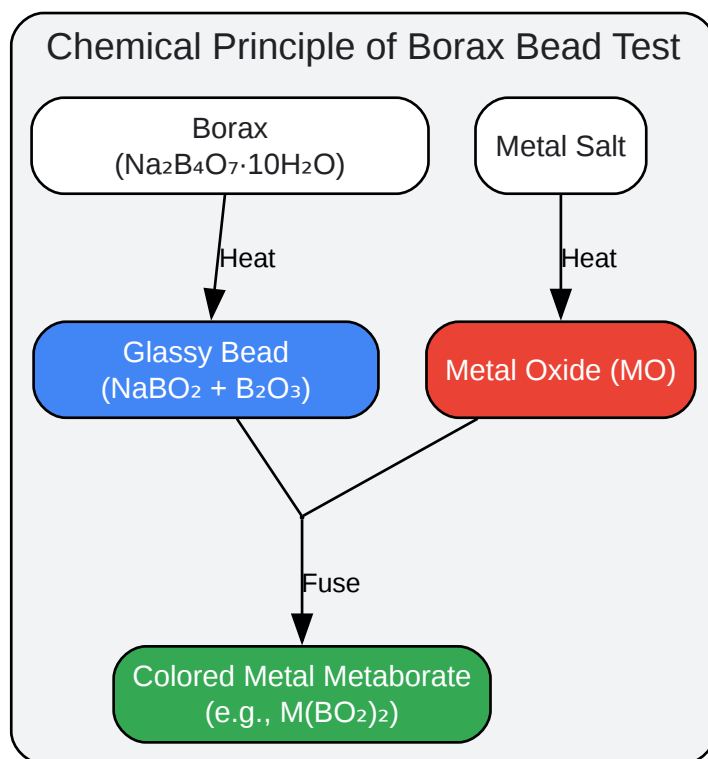 Chemical Principle of Borax Bead Test
Borax
(Na₂B₄O₇·10H₂O)
Metal Salt
Heat
Heat
Glassy Bead
(NaBO₂ + B₂O₃)
Metal Oxide (MO)
Fuse
Colored Metal Metaborate
(e.g., M(BO₂)₂)